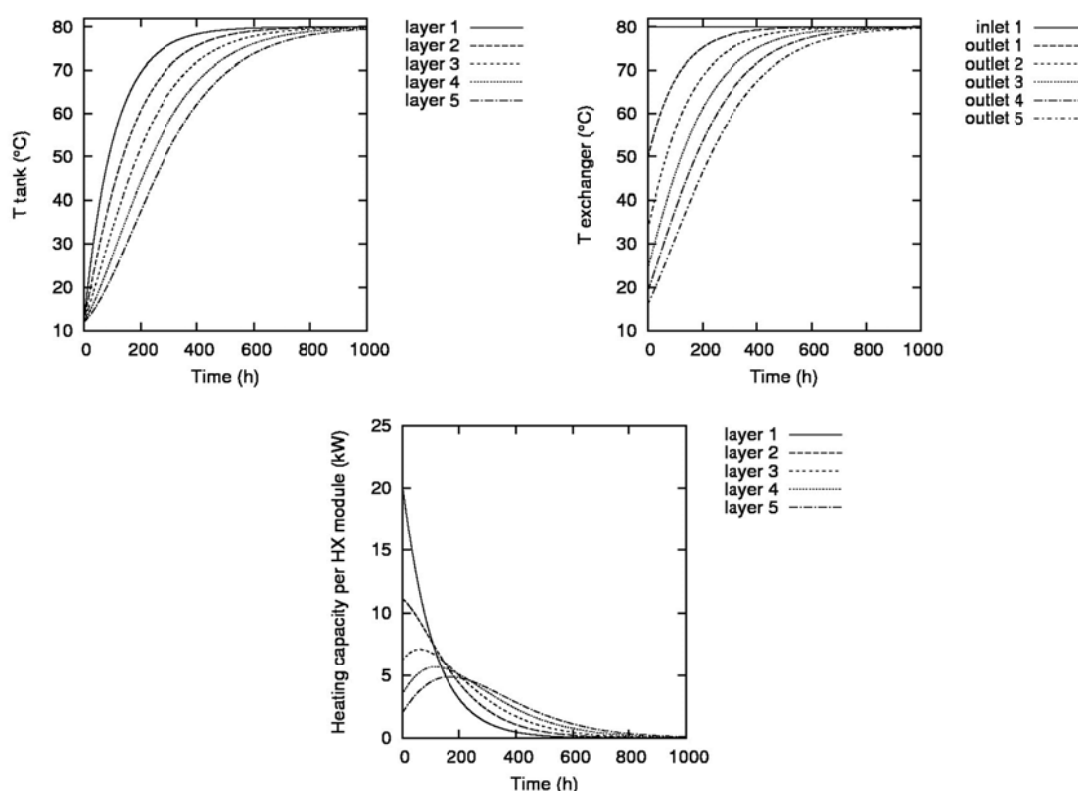 T tank (°C)
80
70
60
50
40
30
20
10
0 200 400 600 800 1000
Time (h)
layer 1
layer 2
layer 3
layer 4
layer 5
T exchanger (°C)
80
70
60
50
40
30
20
10
0 200 400 600 800 1000
Time (h)
inlet 1
outlet 1
outlet 2
outlet 3
outlet 4
outlet 5
Heating capacity per HX module (kW)
25
20
15
10
5
0
0 200 400 600 800 1000
Time (h)
layer 1
layer 2
layer 3
layer 4
layer 5